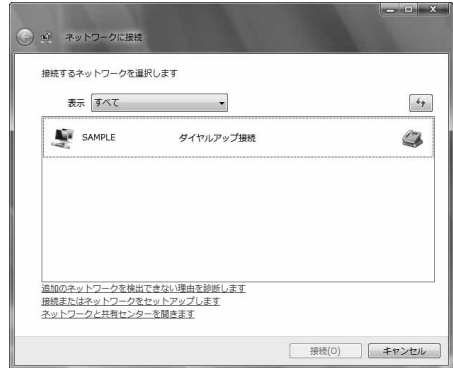 ネットワークに接続
接続するネットワークを選択します
表示 すべて
SAMPLE ダイヤルアップ接続
追加のネットワークを検出できない理由を診断します
接続またはネットワークをセットアップします
ネットワークと共有センターを開きます
接続(O) キャンセル